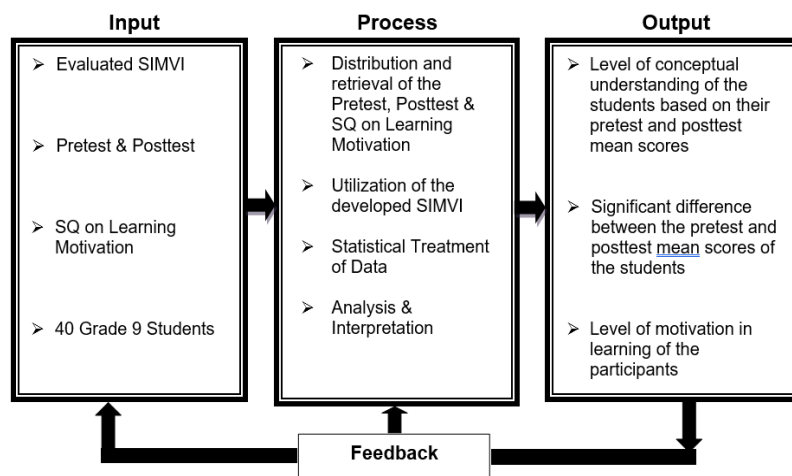 Input
➢ Evaluated SIMVI
➢ Pretest & Posttest
➢ SQ on Learning
Motivation
➢ 40 Grade 9 Students
Process
➢ Distribution and
retrieval of the
Pretest, Posttest &
SQ on Learning
Motivation
➢ Utilization of the
developed SIMVI
➢ Statistical Treatment
of Data
➢ Analysis &
Interpretation
Output
➢ Level of conceptual
understanding of the
students based on their
pretest and posttest
mean scores
➢ Significant difference
between the pretest and
posttest mean scores of
the students
➢ Level of motivation in
learning of the
participants
Feedback